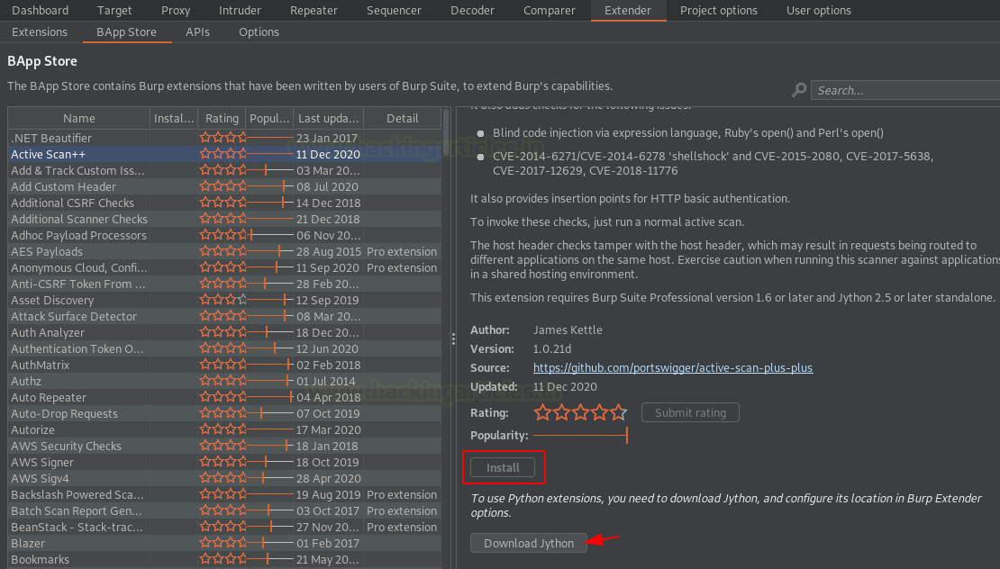 Dashboard Target Proxy Intruder Repeater Sequencer Decoder Comparer Extender Project options User options
Extensions BApp Store APIs Options
BApp Store
The BApp Store contains Burp extensions that have been written by users of Burp Suite, to extend Burp's capabilities.
Search...
Name Instal... Rating Popul... Last upda... Detail
.NET Beautifier 23 Jan 2017
Active Scan++ 11 Dec 2020
Add & Track Custom Iss... 03 Mar 20...
Add Custom Header 08 Jul 2020
Additional CSRF Checks 14 Dec 2018
Additional Scanner Checks 21 Dec 2018
Adhoc Payload Processors 06 Nov 20...
AES Payloads 28 Aug 2015 Pro extension
Anonymous Cloud, Confi... 11 Sep 2020 Pro extension
Anti-CSRF Token From ... 28 Feb 20...
Asset Discovery 12 Sep 2019
Attack Surface Detector 08 Mar 20...
Auth Analyzer 18 Dec 20...
Authentication Token O... 12 Jun 2020
AuthMatrix 02 Feb 2018
Authz 01 Jul 2014
Auto Repeater 04 Apr 2018
Auto-Drop Requests 07 Oct 2019
Autorize 17 Mar 2020
AWS Security Checks 18 Jan 2018
AWS Signer 18 Oct 2019
AWS Sigv4 28 Apr 2020
Backslash Powered Sca... 19 Aug 2019 Pro extension
Batch Scan Report Gen... 03 Oct 2017 Pro extension
BeanStack - Stack-trac... 27 Nov 20... Pro extension
Blazer 01 Feb 2017
Bookmarks 21 May 20...
www.hackingarticles.in
www.hackingarticles.in
It also adds checks for the following issues:
Blind code injection via expression language, Ruby's open() and Perl's open()
CVE-2014-6271/CVE-2014-6278 'shellshock' and CVE-2015-2080, CVE-2017-5638,
CVE-2017-12629, CVE-2018-11776
It also provides insertion points for HTTP basic authentication.
To invoke these checks, just run a normal active scan.
The host header checks tamper with the host header, which may result in requests being routed to
different applications on the same host. Exercise caution when running this scanner against applications
in a shared hosting environment.
This extension requires Burp Suite Professional version 1.6 or later and Jython 2.5 or later standalone.
Author: James Kettle
Version: 1.0.21d
Source: https://github.com/portswigger/active-scan-plus-plus
Updated: 11 Dec 2020
Rating: Submit rating
Popularity:
Install
To use Python extensions, you need to download Jython, and configure its location in Burp Extender
options.
Download Jython